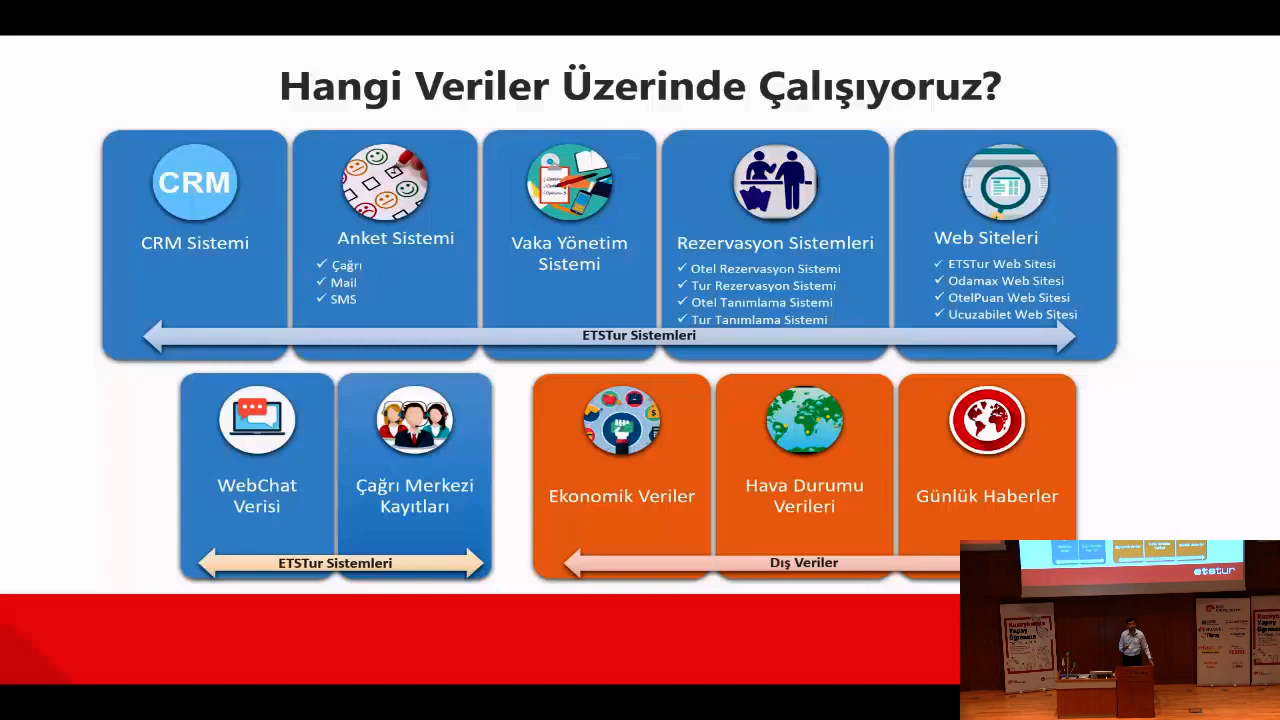 Hangi Veriler Üzerinde Çalışıyoruz?
CRM
CRM Sistemi
Anket Sistemi
✓ Çağrı
✓ Mail
✓ SMS
Vaka Yönetim
Sistemi
Rezervasyon Sistemleri
✓ Otel Rezervasyon Sistemi
✓ Tur Rezervasyon Sistemi
✓ Otel Tanımlama Sistemi
✓ Tur Tanımlama Sistemi
Web Siteleri
✓ ETSTur Web Sitesi
✓ Odamax Web Sitesi
✓ OtelPuan Web Sitesi
✓ Ucuzabilet Web Sitesi
ETSTur Sistemleri
WebChat
Verisi
Çağrı Merkezi
Kayıtları
ETSTur Sistemleri
Ekonomik Veriler
Hava Durumu
Verileri
Günlük Haberler
Dış Veriler
etstur
Yapay
Öğrenme